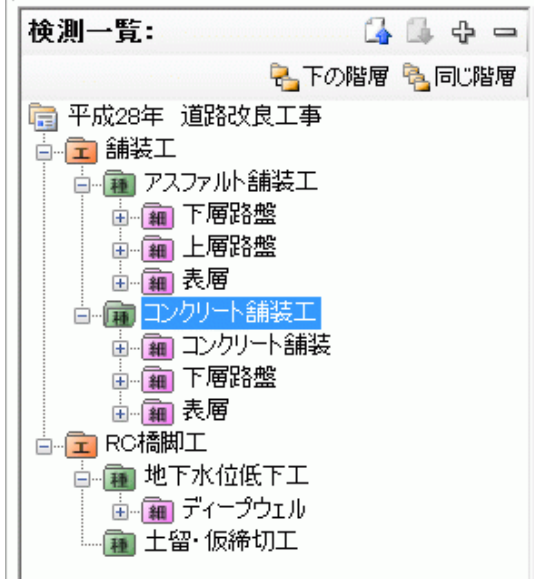 検測一覧:
下の階層 同じ階層
平成28年 道路改良工事
工 舗装工
種 アスファルト舗装工
細 下層路盤
細 上層路盤
細 表層
種 コンクリート舗装工
細 コンクリート舗装
細 下層路盤
細 表層
工 RC橋脚工
種 地下水位低下工
細 ディープウェル
種 土留・仮締切工